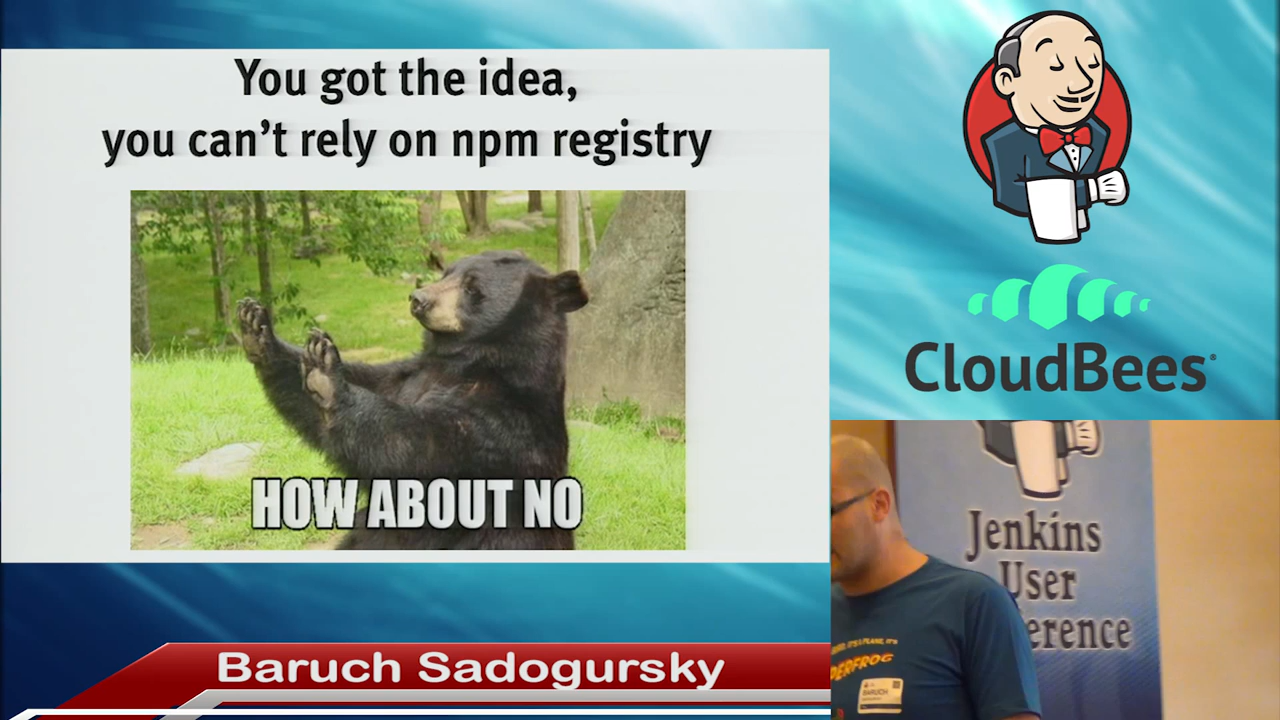 You got the idea,
you can't rely on npm registry
HOW ABOUT NO
CloudBees
Jenkins
User
erence
Baruch Sadogursky
BARUCH